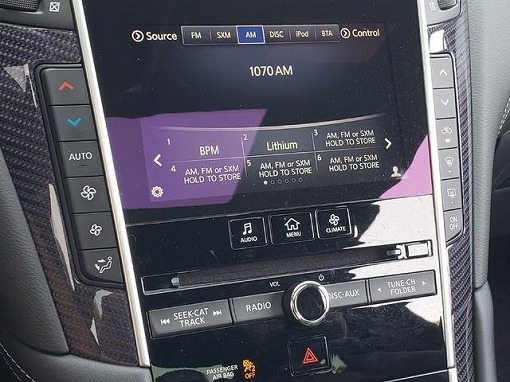 Source FM SXM AM DISC iPod BTA Control
1070 AM
1 BPM 2 Lithium 3 AM, FM or SXM HOLD TO STORE
4 AM, FM or SXM HOLD TO STORE 5 AM, FM or SXM HOLD TO STORE 6 AM, FM or SXM HOLD TO STORE
AUTO
ON OFF
AUDIO MENU CLIMATE
VOL
SEEK·CAT TRACK RADIO DISC·AUX TUNE·CH FOLDER
PASSENGER AIR BAG 2 OFF